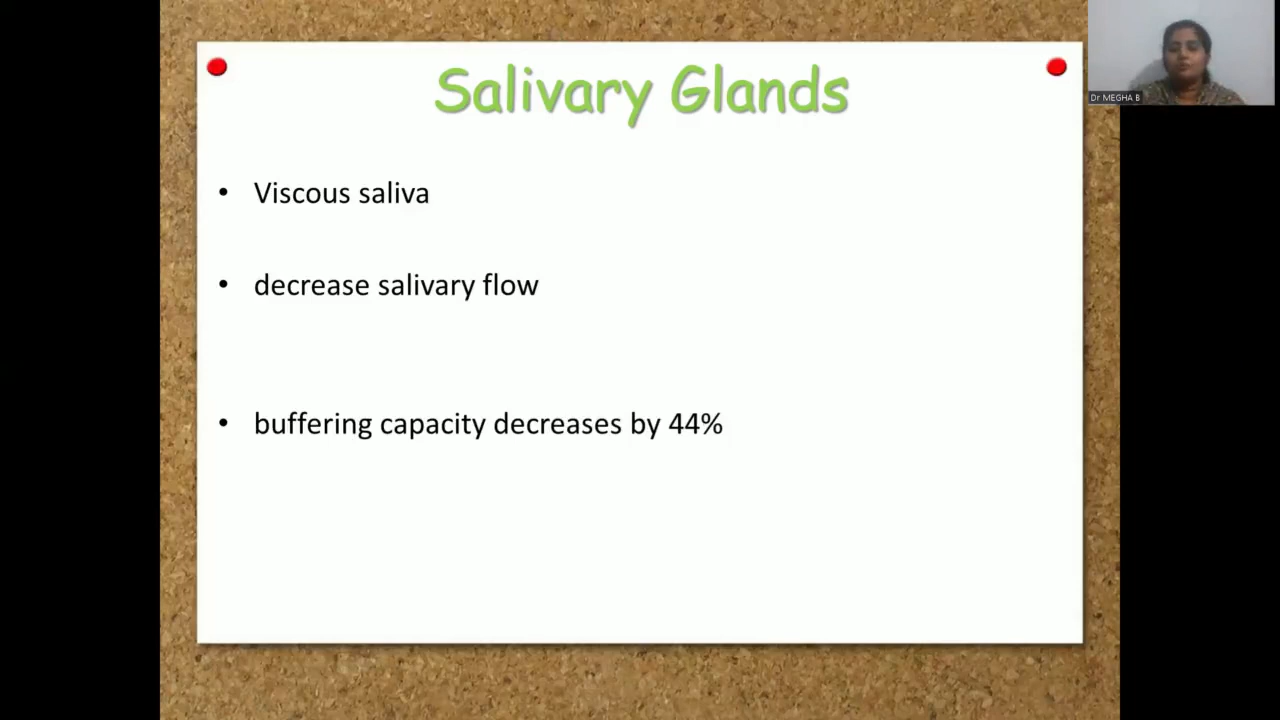 Salivary Glands
Dr MEGHA B
• Viscous saliva
• decrease salivary flow
• buffering capacity decreases by 44%